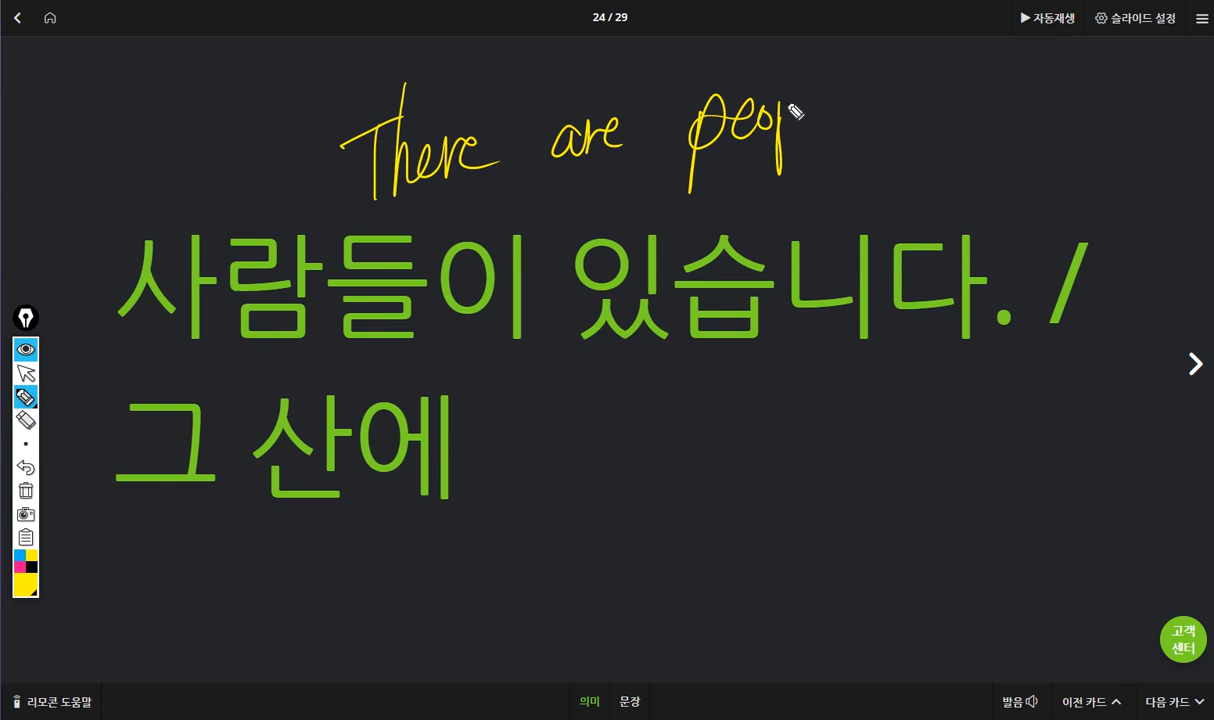 24 / 29
자동재생
슬라이드 설정
There are peop
사람들이 있습니다. /
그 산에
고객
센터
리모콘 도움말
의미
문장
발음
이전 카드
다음 카드